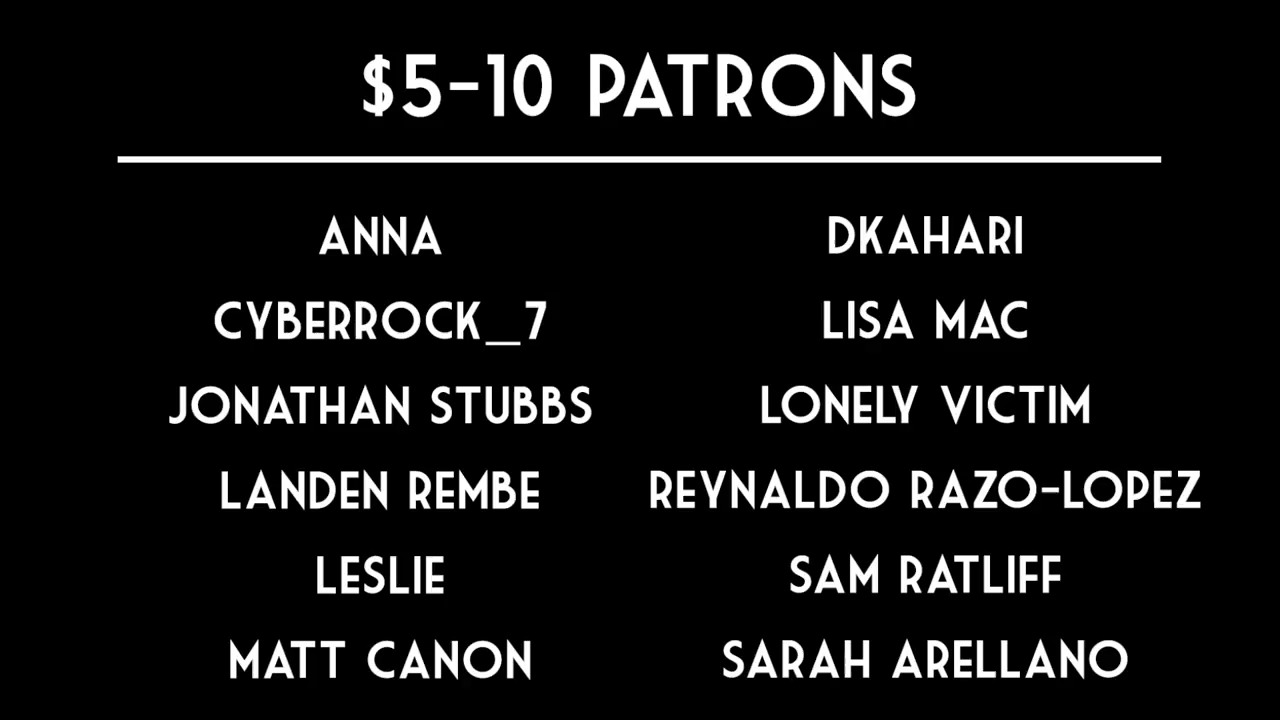 $5-10 PATRONS
ANNA
DKAHARI
CYBERROCK_7
LISA MAC
JONATHAN STUBBS
LONELY VICTIM
LANDEN REMBE
REYNALDO RAZO-LOPEZ
LESLIE
SAM RATLIFF
MATT CANON
SARAH ARELLANO